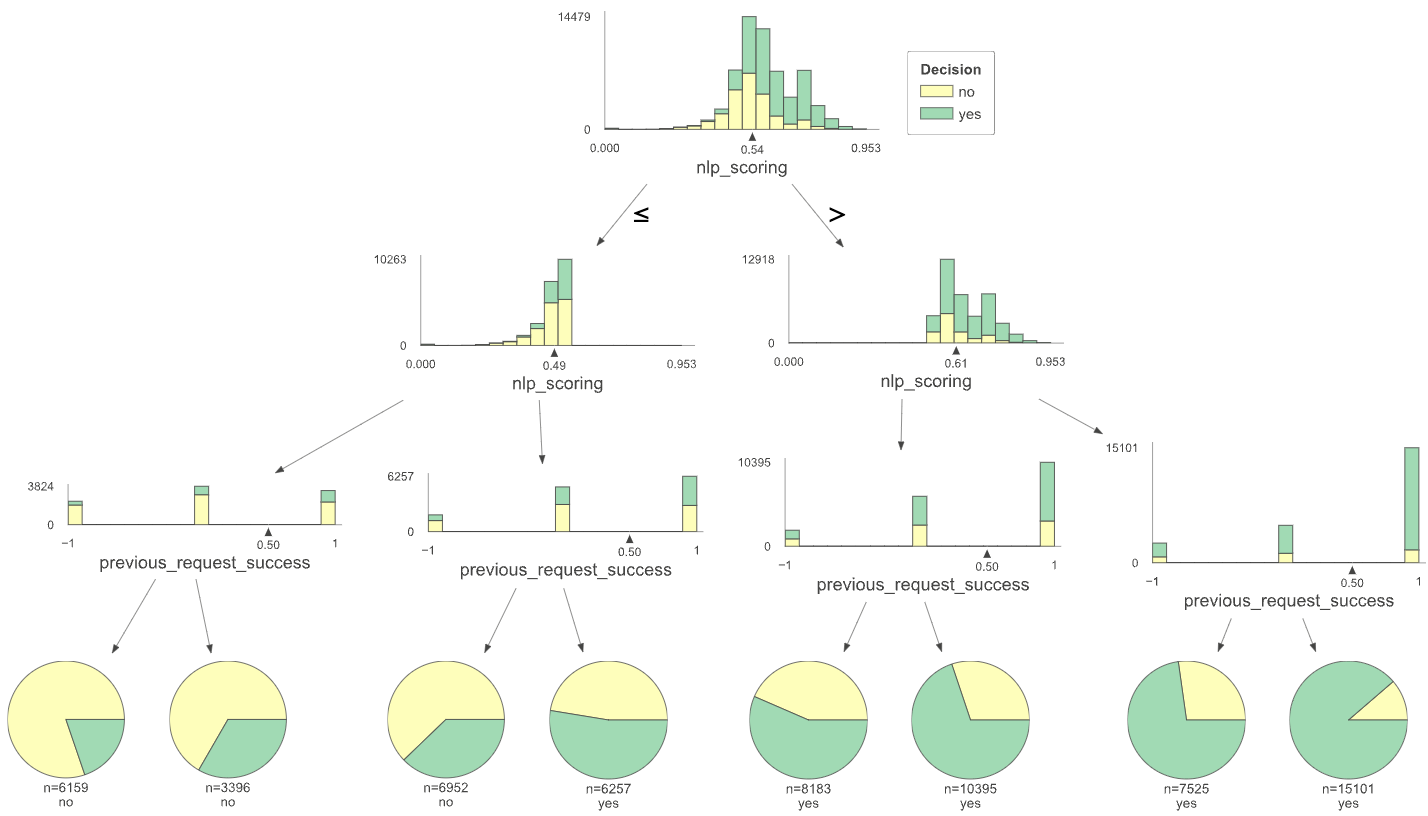 14479
0
0.000
0.54
0.953
nlp_scoring
Decision
no
yes
≤
>
10263
0
0.000
0.49
0.953
nlp_scoring
12918
0
0.000
0.61
0.953
nlp_scoring
3824
0
−1
0.50
1
previous_request_success
6257
0
−1
0.50
1
previous_request_success
10395
0
−1
0.50
1
previous_request_success
15101
0
−1
0.50
1
previous_request_success
n=6159
no
n=3396
no
n=6952
no
n=6257
yes
n=8183
yes
n=10395
yes
n=7525
yes
n=15101
yes